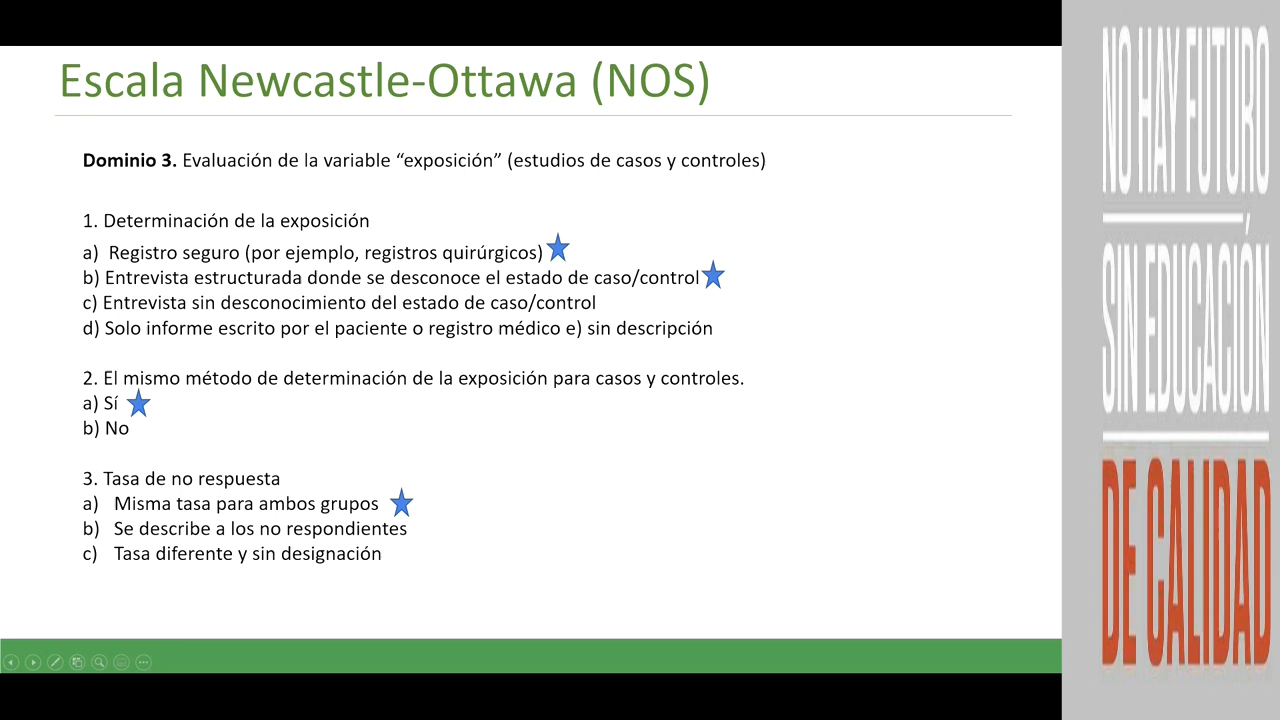 Escala Newcastle-Ottawa (NOS)
Dominio 3. Evaluación de la variable “exposición” (estudios de casos y controles)
1. Determinación de la exposición
a) Registro seguro (por ejemplo, registros quirúrgicos)
b) Entrevista estructurada donde se desconoce el estado de caso/control
c) Entrevista sin desconocimiento del estado de caso/control
d) Solo informe escrito por el paciente o registro médico e) sin descripción
2. El mismo método de determinación de la exposición para casos y controles.
a) Sí
b) No
3. Tasa de no respuesta
a) Misma tasa para ambos grupos
b) Se describe a los no respondientes
c) Tasa diferente y sin designación
NO HAY FUTURO
SIN EDUCACIÓN
DE CALIDAD